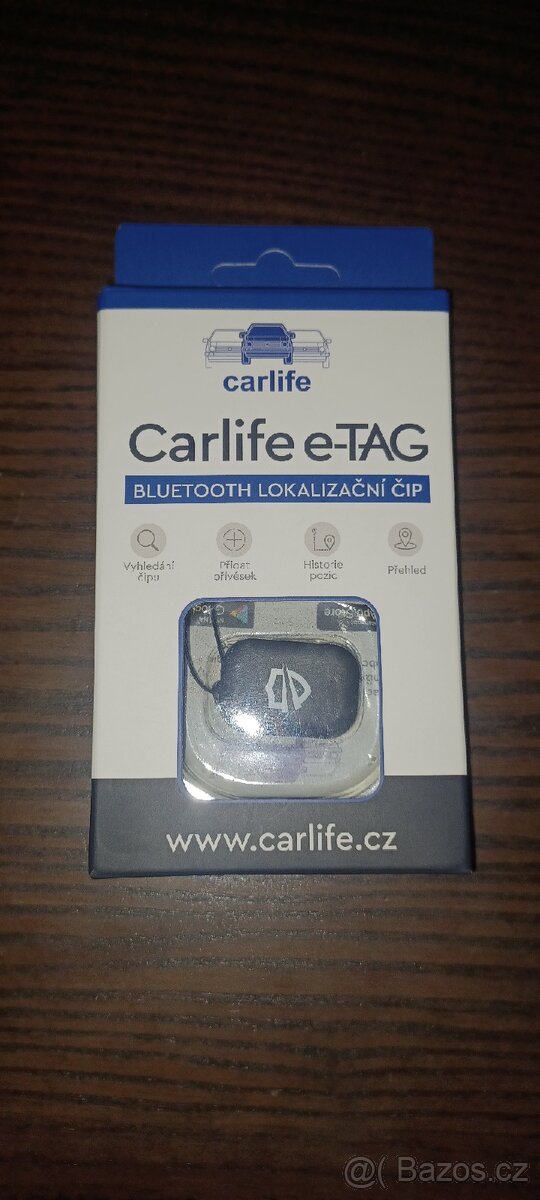 carlife
Carlife e-TAG
BLUETOOTH LOKALIZAČNÍ ČIP
Vyhledání
čipu
Přidat
přívěsek
Historie
pozic
Přehled
www.carlife.cz
@( Bazos.cz